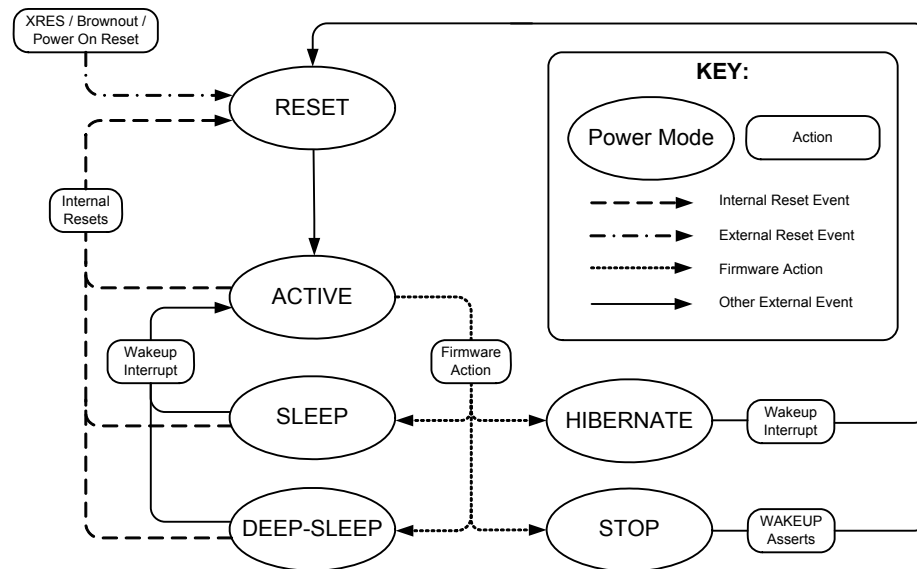 XRES / Brownout /
Power On Reset
RESET
KEY:
Power Mode
Action
Internal Reset Event
External Reset Event
Firmware Action
Other External Event
Internal
Resets
ACTIVE
Wakeup
Interrupt
Firmware
Action
SLEEP
HIBERNATE
Wakeup
Interrupt
DEEP-SLEEP
STOP
WAKEUP
Asserts